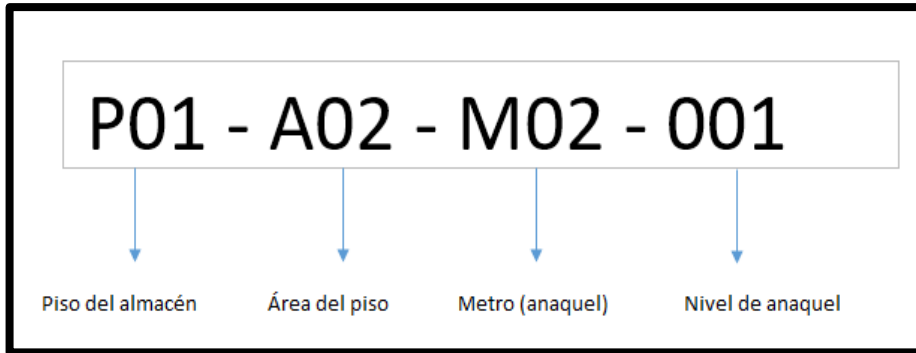 P01 - A02 - M02 - 001
Piso del almacén Área del piso Metro (anaquel) Nivel de anaquel